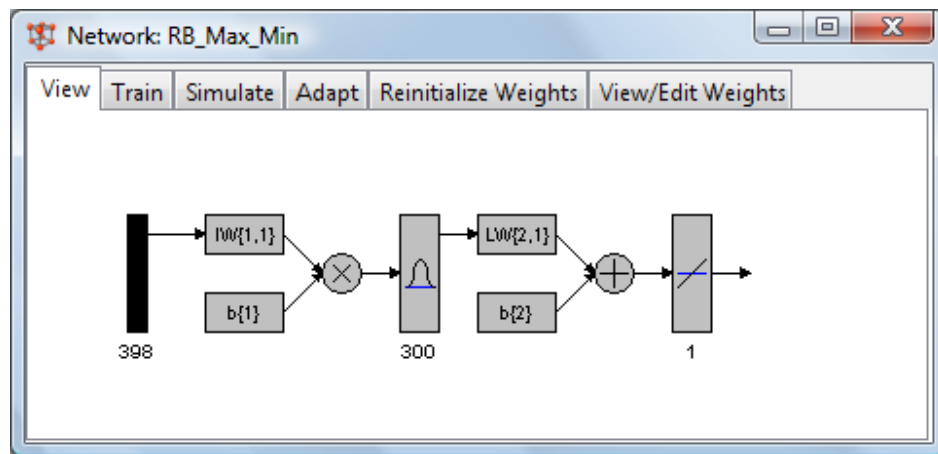 Network: RB_Max_Min
View Train Simulate Adapt Reinitialize Weights View/Edit Weights
IW{1,1} LW{2,1}
b{1} b{2}
398 300 1